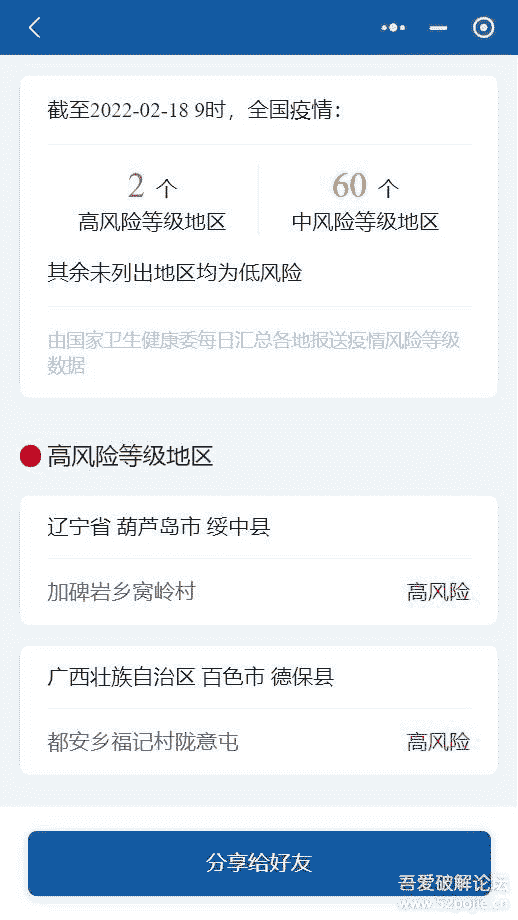 截至2022-02-18 9时，全国疫情：
2 个
60 个
高风险等级地区
中风险等级地区
其余未列出地区均为低风险
由国家卫生健康委每日汇总各地报送疫情风险等级
数据
高风险等级地区
辽宁省 葫芦岛市 绥中县
加碑岩乡窝岭村
高风险
广西壮族自治区 百色市 德保县
都安乡福记村陇意屯
高风险
分享给好友
吾爱破解论坛
www.52pojie.cn